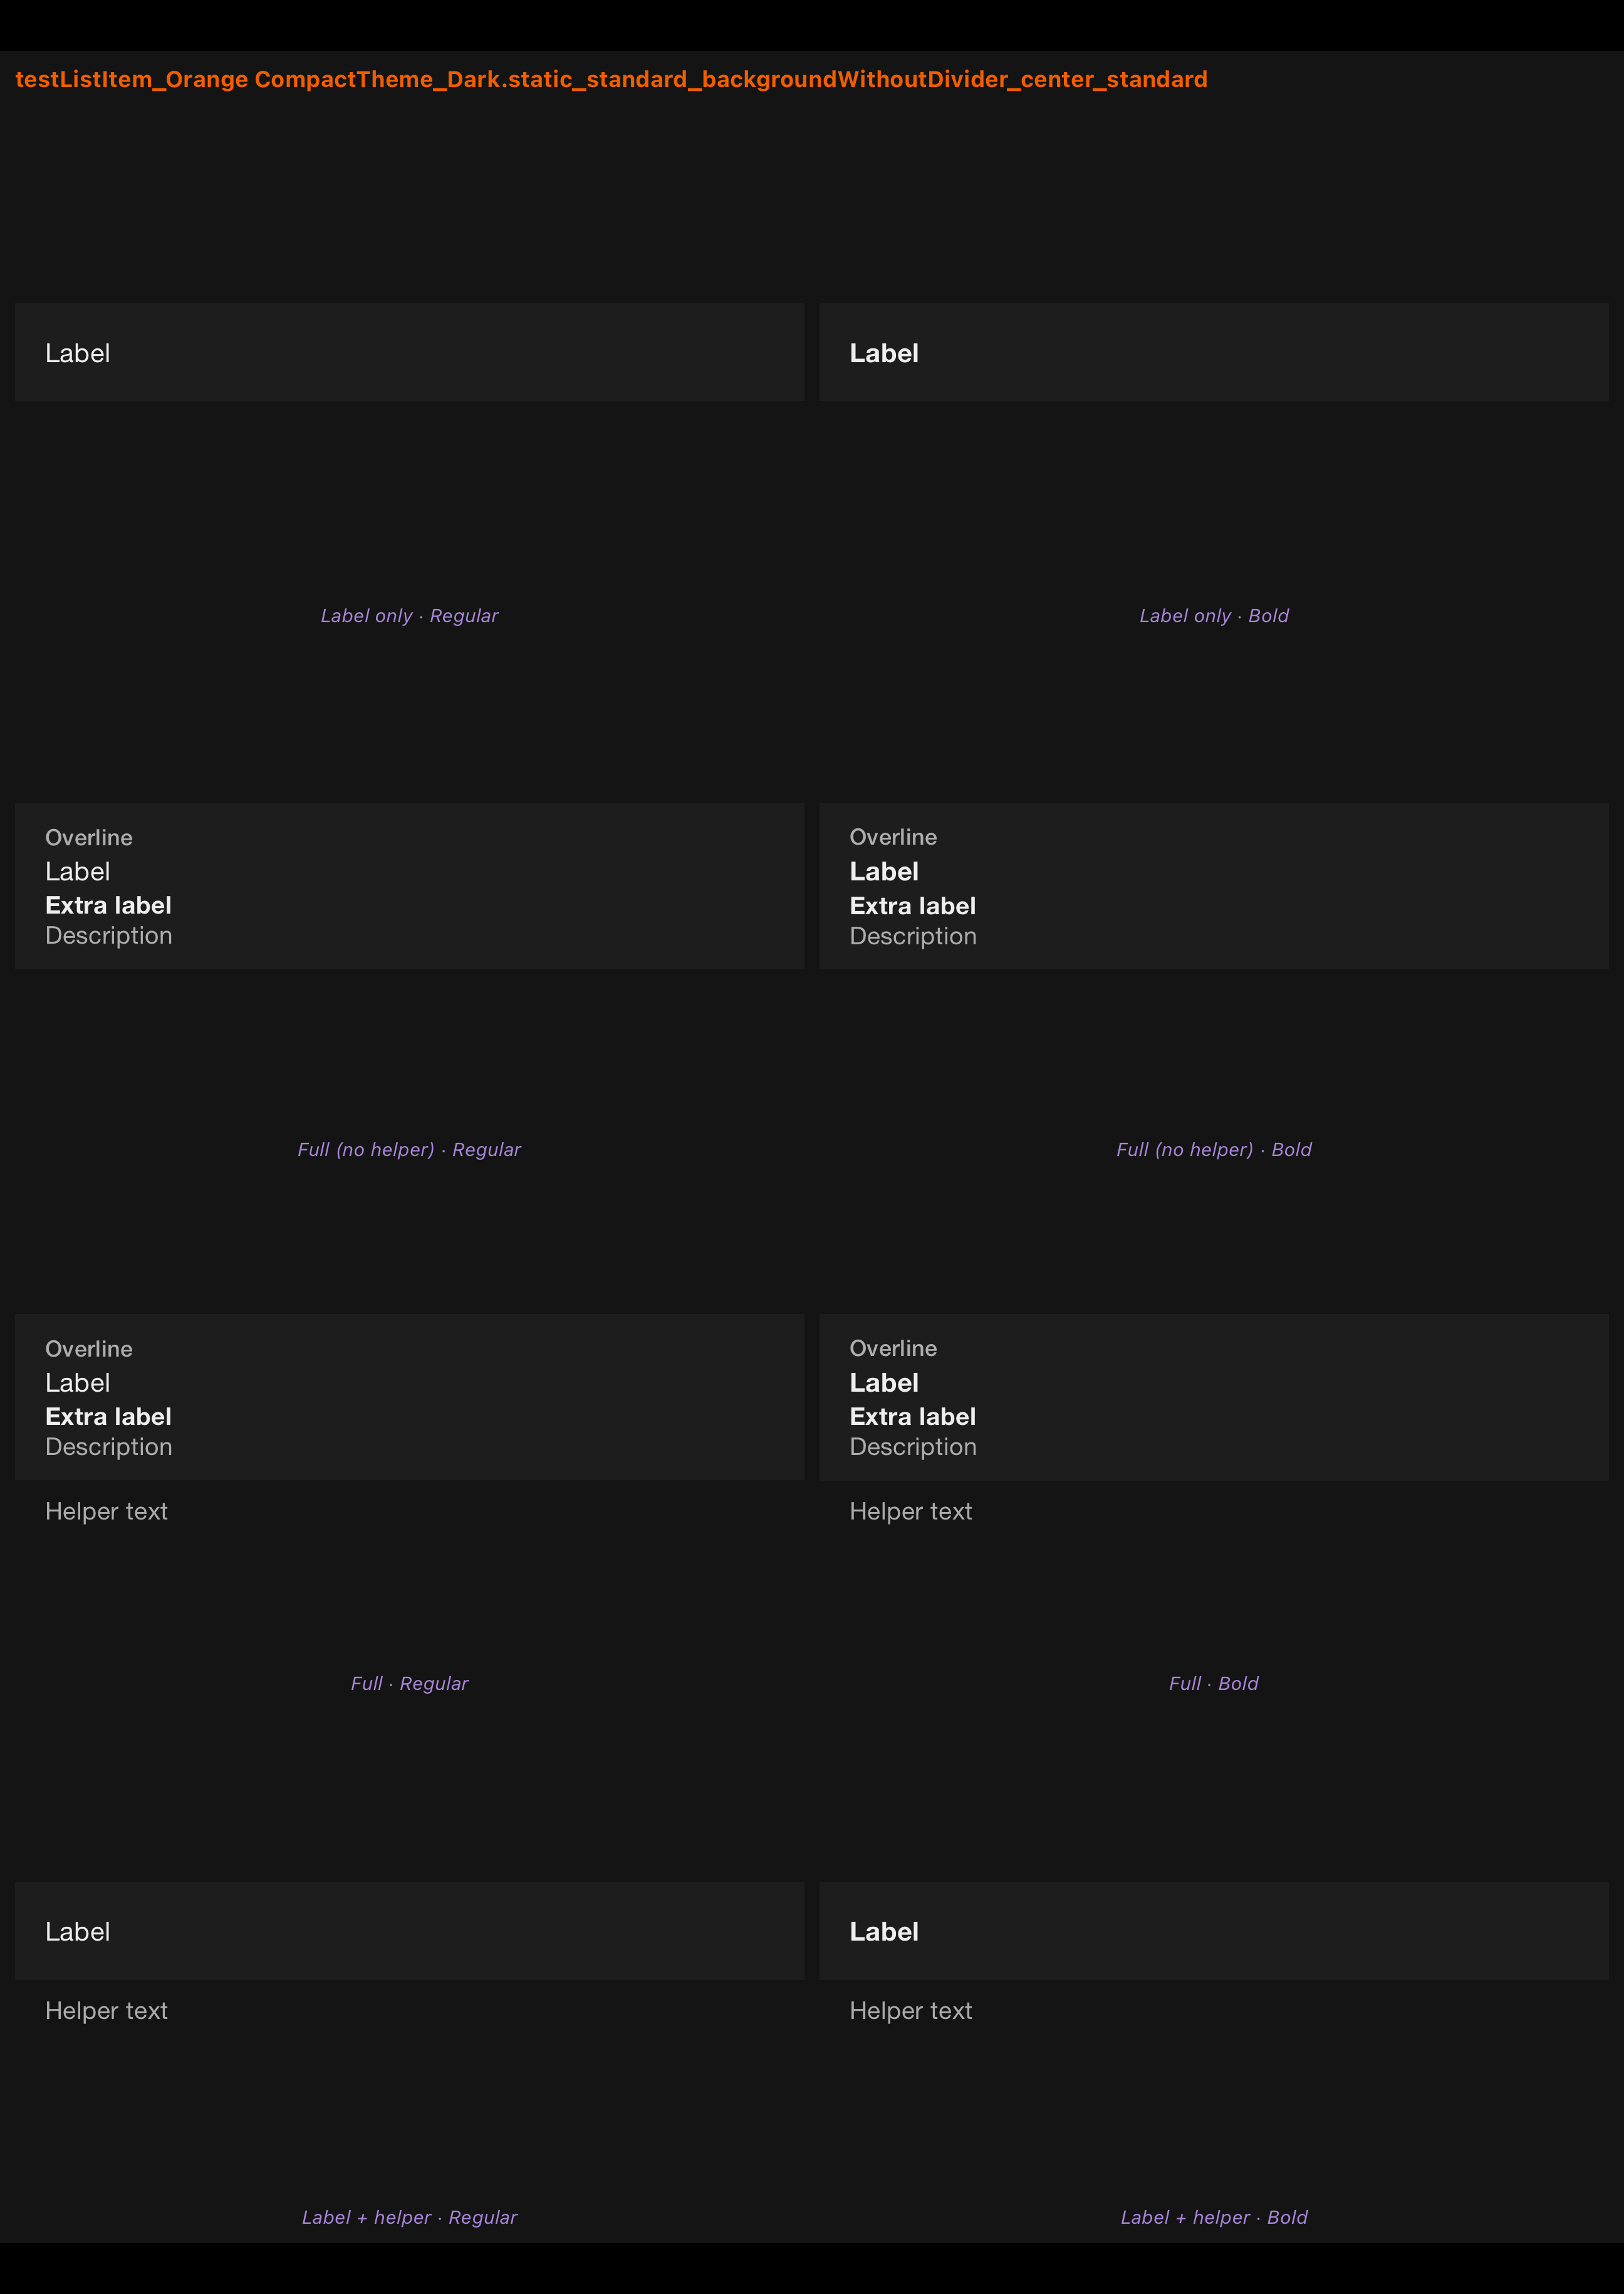 testListItem_Orange CompactTheme_Dark.static_standard_backgroundWithoutDivider_center_standard
Label
Label
Label only · Regular
Label only · Bold
Overline
Label
Extra label
Description
Overline
Label
Extra label
Description
Full (no helper) · Regular
Full (no helper) · Bold
Overline
Label
Extra label
Description
Helper text
Overline
Label
Extra label
Description
Helper text
Full · Regular
Full · Bold
Label
Helper text
Label
Helper text
Label + helper · Regular
Label + helper · Bold